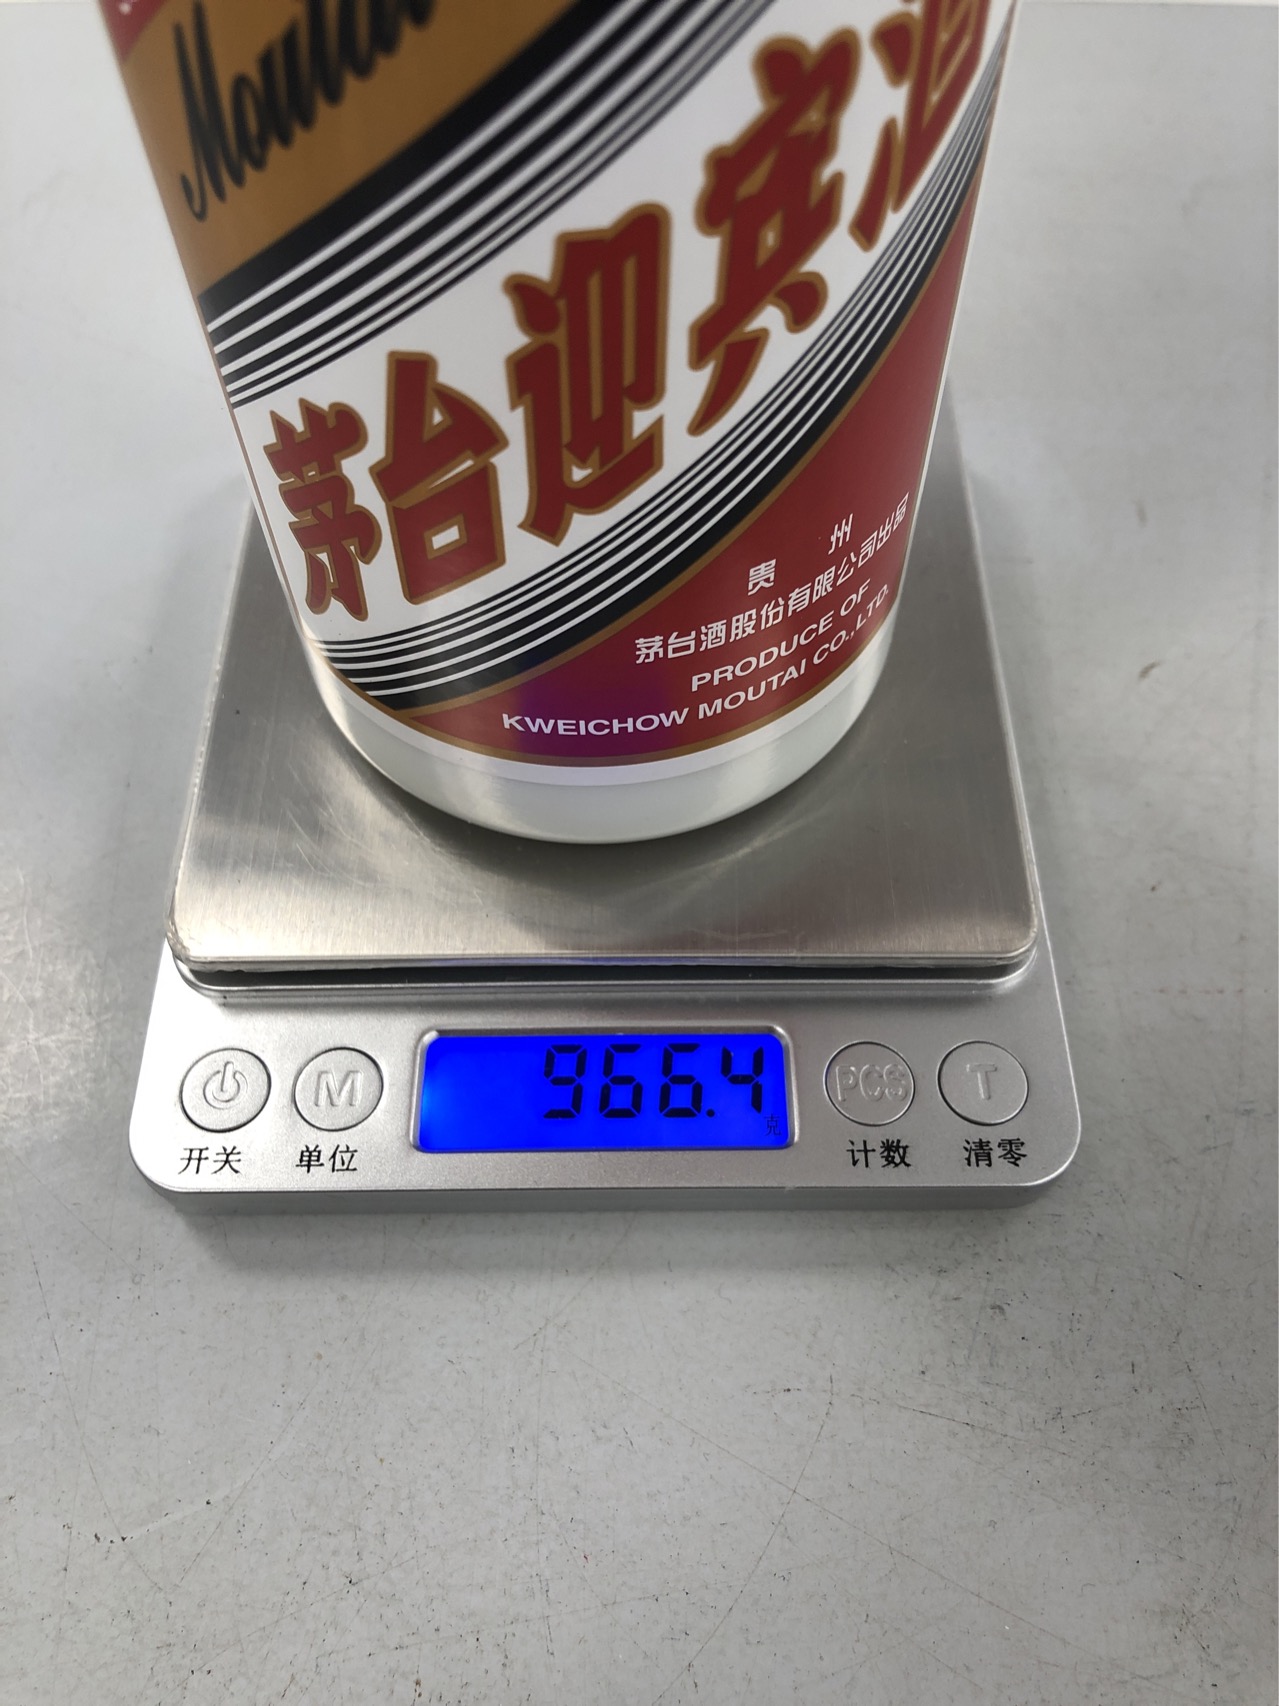 Moutai
茅台迎宾酒
贵州
茅台酒股份有限公司出品
PRODUCE OF
KWEICHOW MOUTAI CO.,LTD.
966.4
克
M
PCS
T
开关
单位
计数
清零